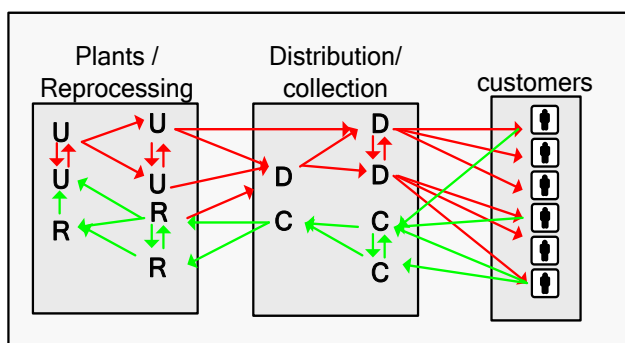 Plants /
Reprocessing
Distribution/
collection
customers
U
U
U
U
R
R
R
D
D
D
C
C
C